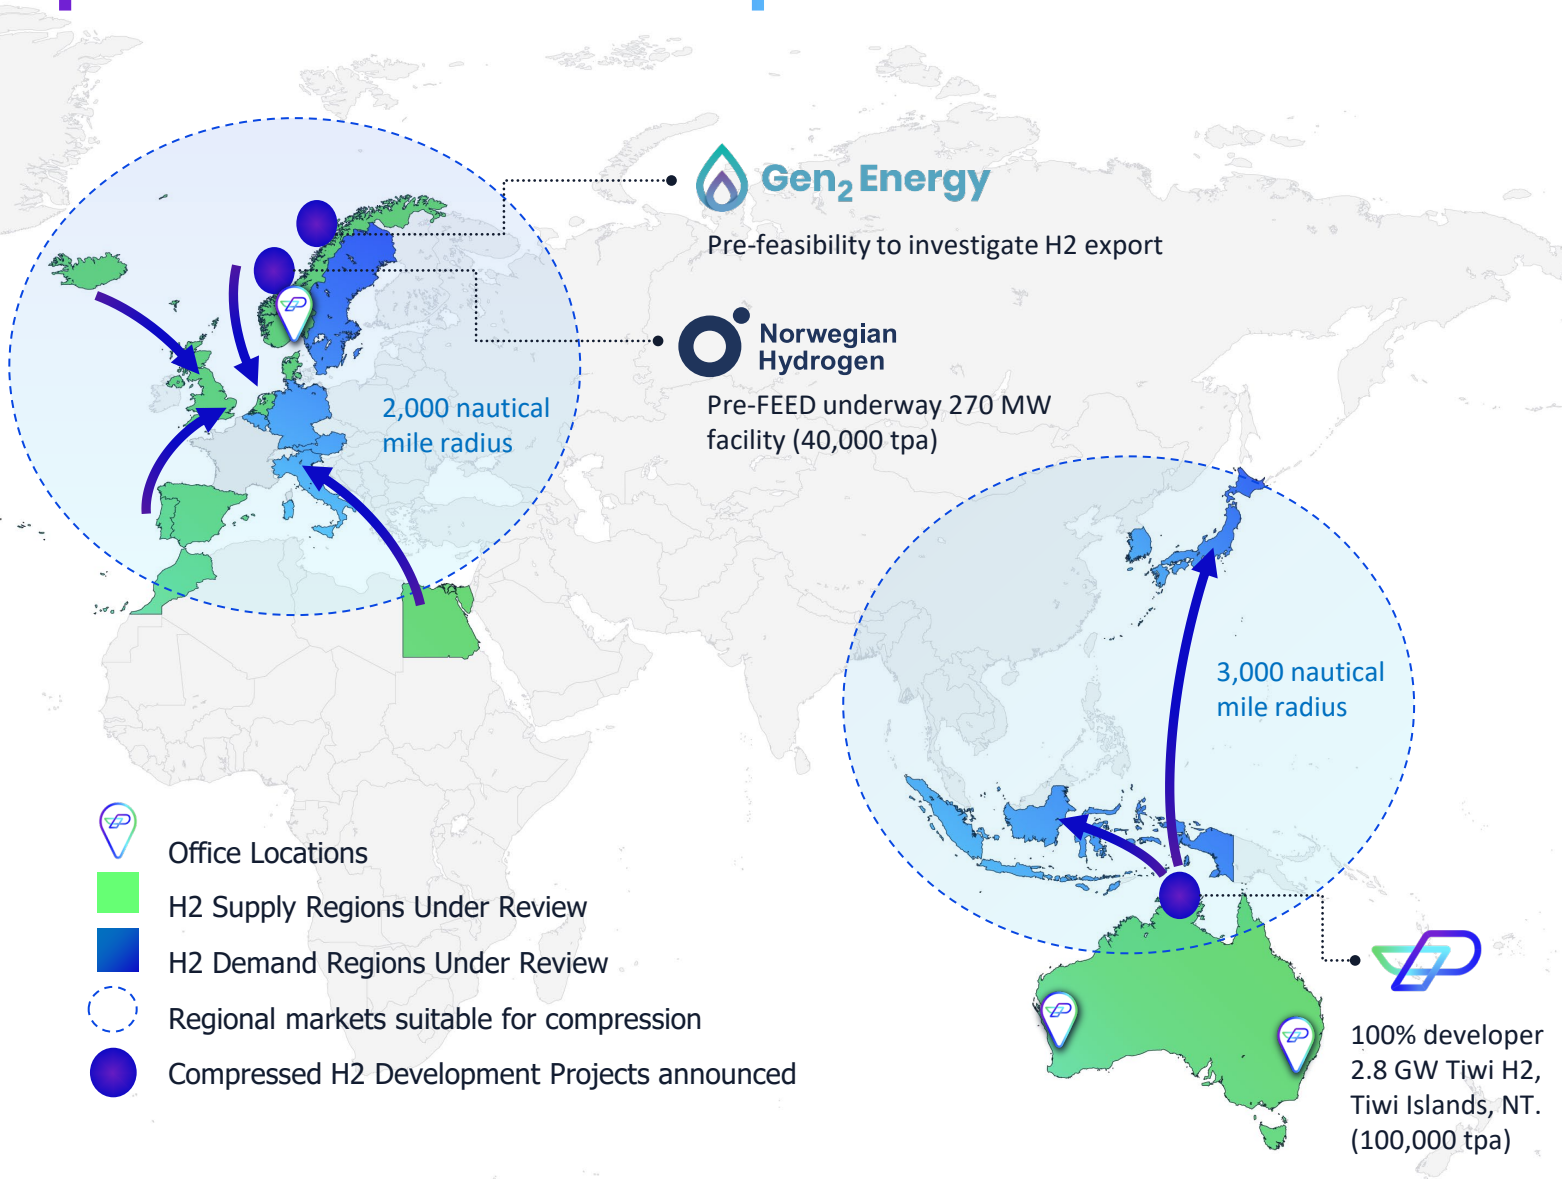 Gen2 Energy
Pre-feasibility to investigate H2 export
Norwegian
Hydrogen
Pre-FEED underway 270 MW
facility (40,000 tpa)
2,000 nautical
mile radius
3,000 nautical
mile radius
Office Locations
H2 Supply Regions Under Review
H2 Demand Regions Under Review
Regional markets suitable for compression
Compressed H2 Development Projects announced
100% developer
2.8 GW Tiwi H2,
Tiwi Islands, NT.
(100,000 tpa)